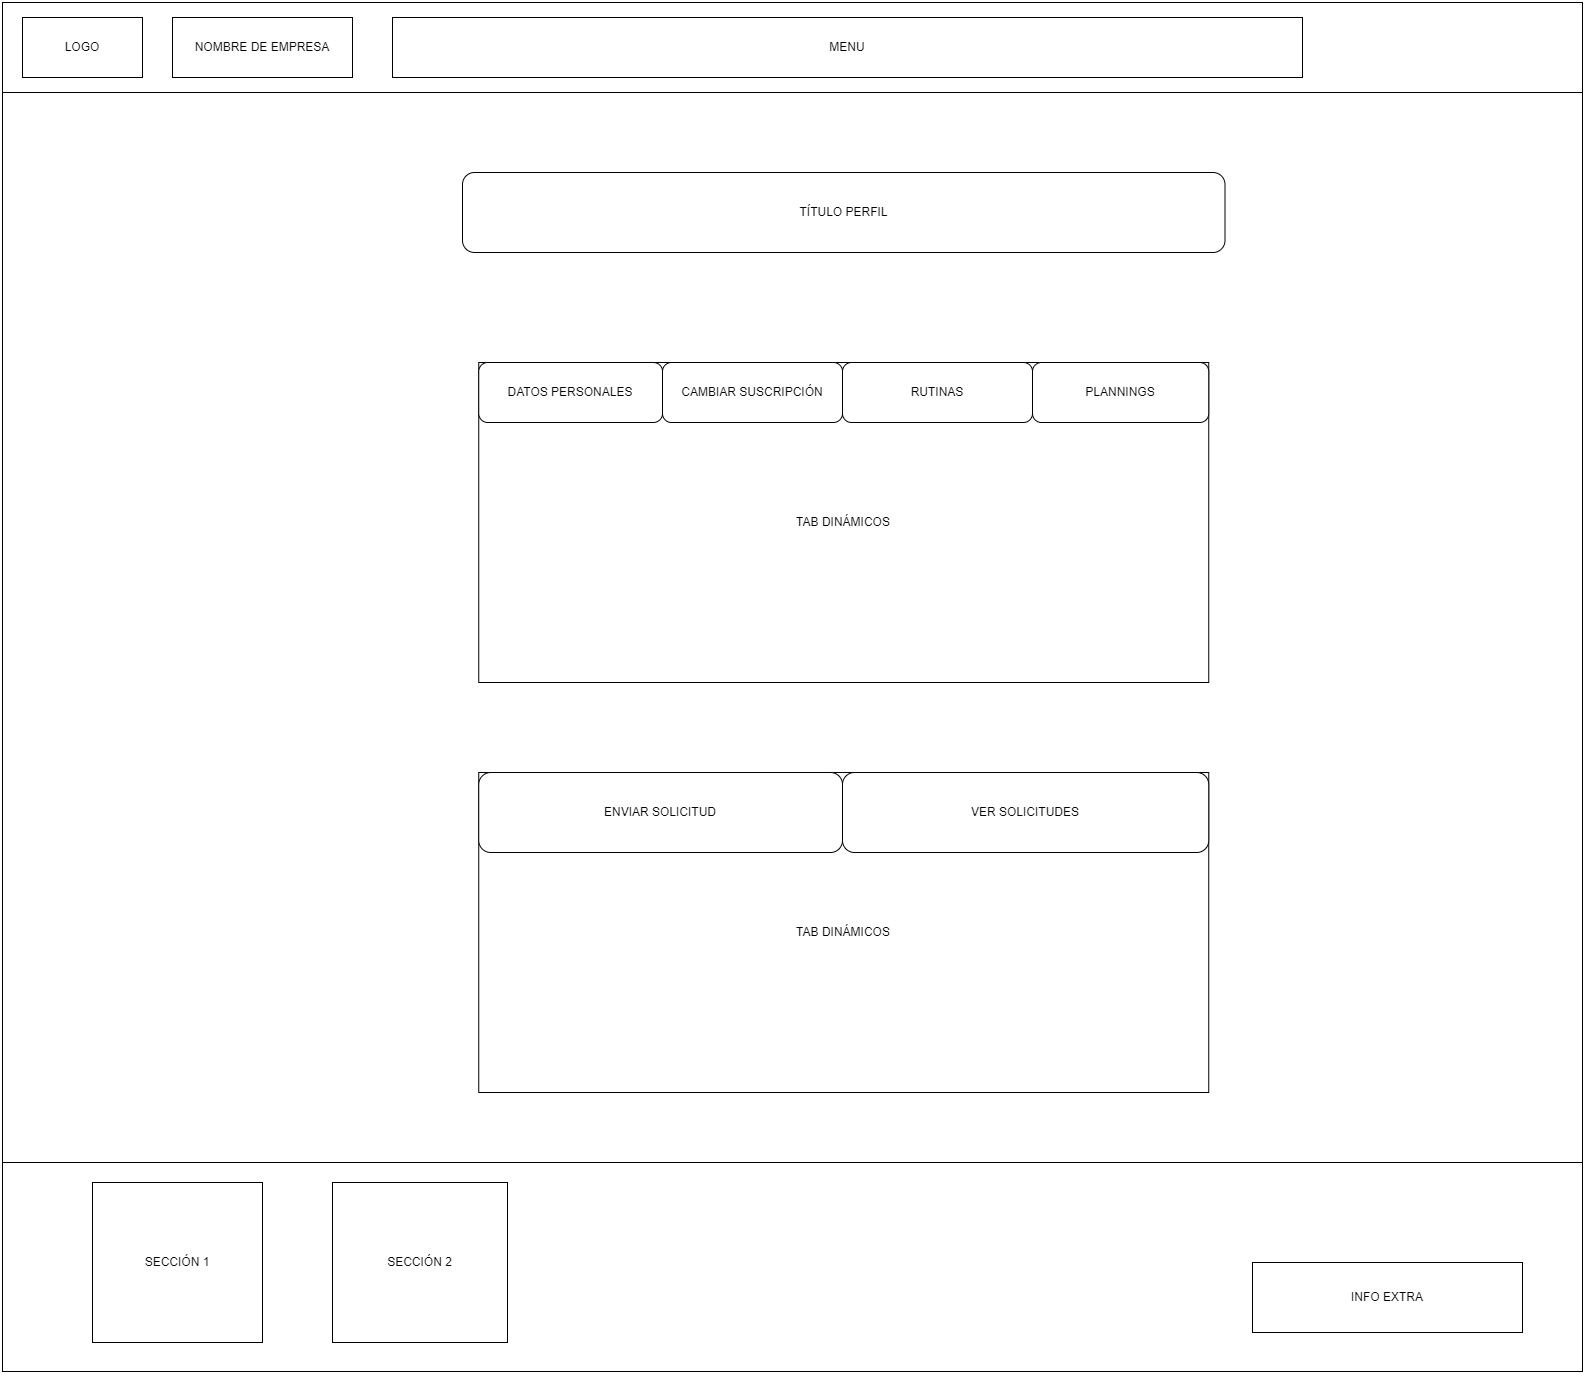 LOGO
NOMBRE DE EMPRESA
MENU
TÍTULO PERFIL
DATOS PERSONALES
CAMBIAR SUSCRIPCIÓN
RUTINAS
PLANNINGS
TAB DINÁMICOS
ENVIAR SOLICITUD
VER SOLICITUDES
TAB DINÁMICOS
SECCIÓN 1
SECCIÓN 2
INFO EXTRA